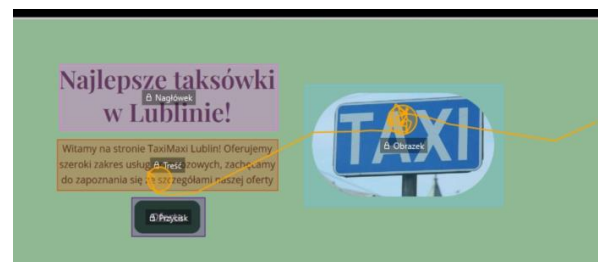 Najlepsze taksówki
Nagłówek
w Lublinie!
Witamy na stronie TaxiMaxi Lublin! Oferujemy
szeroki zakres usług
Treść
zachęcamy
do zapoznania się ze szczegółami naszej oferty
Przycisk
TAXI
Obrazek